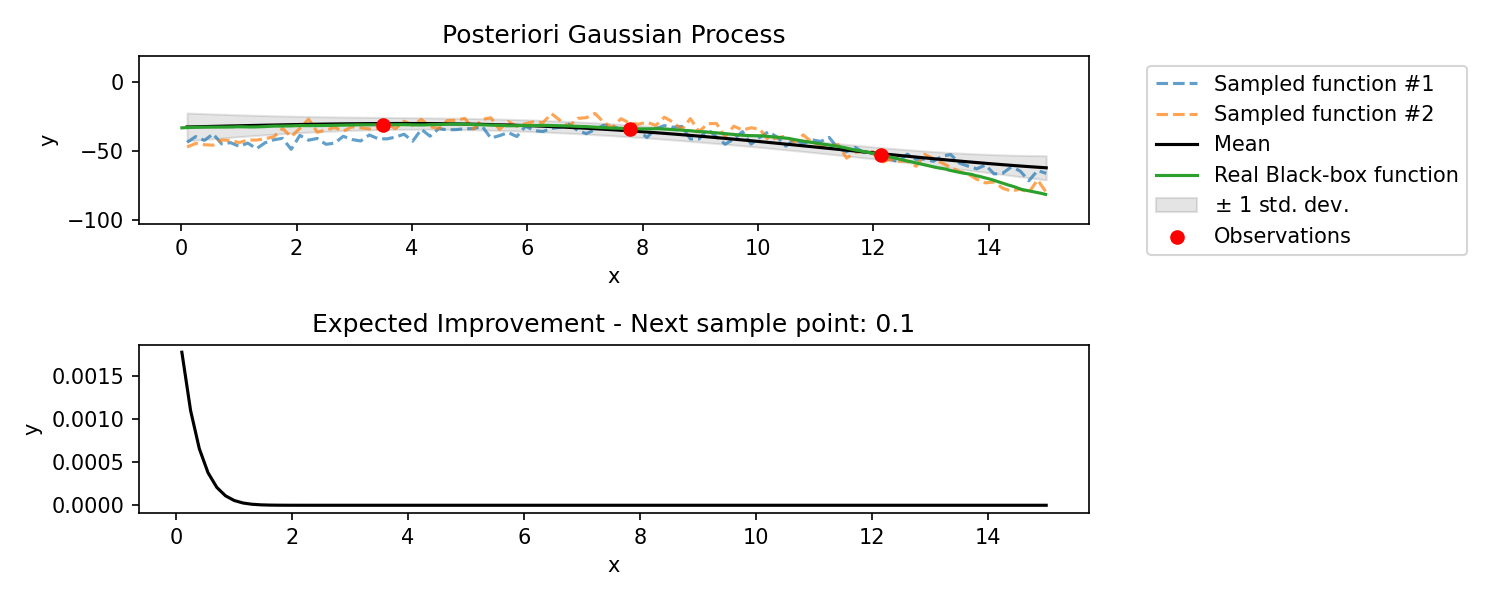 Posteriori Gaussian Process
y
0
−50
−100
0 2 4 6 8 10 12 14
x
Sampled function #1
Sampled function #2
Mean
Real Black-box function
± 1 std. dev.
Observations
Expected Improvement - Next sample point: 0.1
y
0.0015
0.0010
0.0005
0.0000
0 2 4 6 8 10 12 14
x